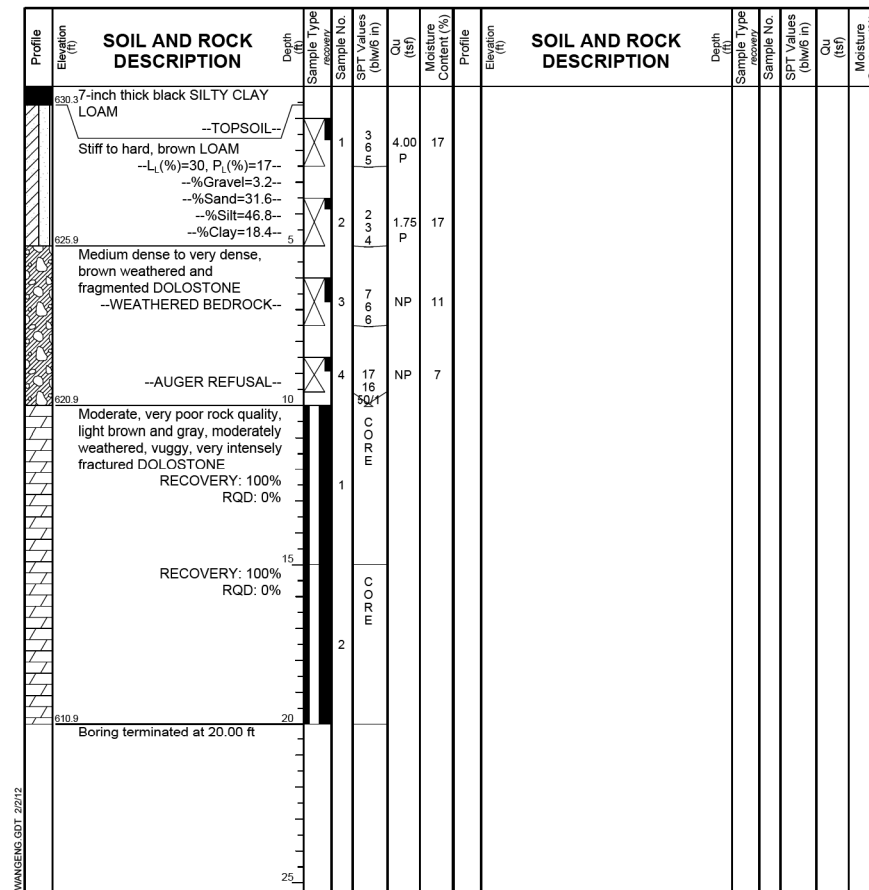 Profile
Elevation (ft)
SOIL AND ROCK
DESCRIPTION
Depth (ft)
Sample Type
recovery
Sample No.
SPT Values
(blw/6 in)
Qu (tsf)
Moisture
Content (%)
Profile
Elevation (ft)
SOIL AND ROCK
DESCRIPTION
Depth (ft)
Sample Type
recovery
Sample No.
SPT Values
(blw/6 in)
Qu (tsf)
Moisture
630.3 7-inch thick black SILTY CLAY
LOAM
--TOPSOIL--
Stiff to hard, brown LOAM
--LL(%)=30, PL(%)=17--
--%Gravel=3.2--
--%Sand=31.6--
--%Silt=46.8--
--%Clay=18.4--
1
3
6
5
4.00
P
17
2
2
3
4
1.75
P
17
625.9
5
Medium dense to very dense,
brown weathered and
fragmented DOLOSTONE
--WEATHERED BEDROCK--
3
7
6
6
NP
11
--AUGER REFUSAL--
4
17
16
50/1
NP
7
620.9
10
Moderate, very poor rock quality,
light brown and gray, moderately
weathered, vuggy, very intensely
fractured DOLOSTONE
RECOVERY: 100%
RQD: 0%
1
CORE
15
RECOVERY: 100%
RQD: 0%
2
CORE
610.9
20
Boring terminated at 20.00 ft
25
WANGENG.GDT 2/2/12